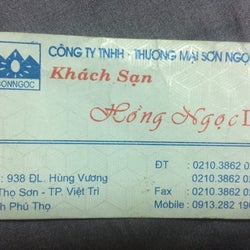 CÔNG TY TNHH - THƯƠNG MẠI SƠN NGỌ
SONNGOC
Khách Sạn
Hồng Ngọc
: 938 ĐL. Hùng Vương
Thọ Sơn - TP. Việt Trì
nh Phú Thọ
ĐT : 0210.3862 0
0210.3862 0
Fax : 0210.3862 0
Mobile : 0913.282 19